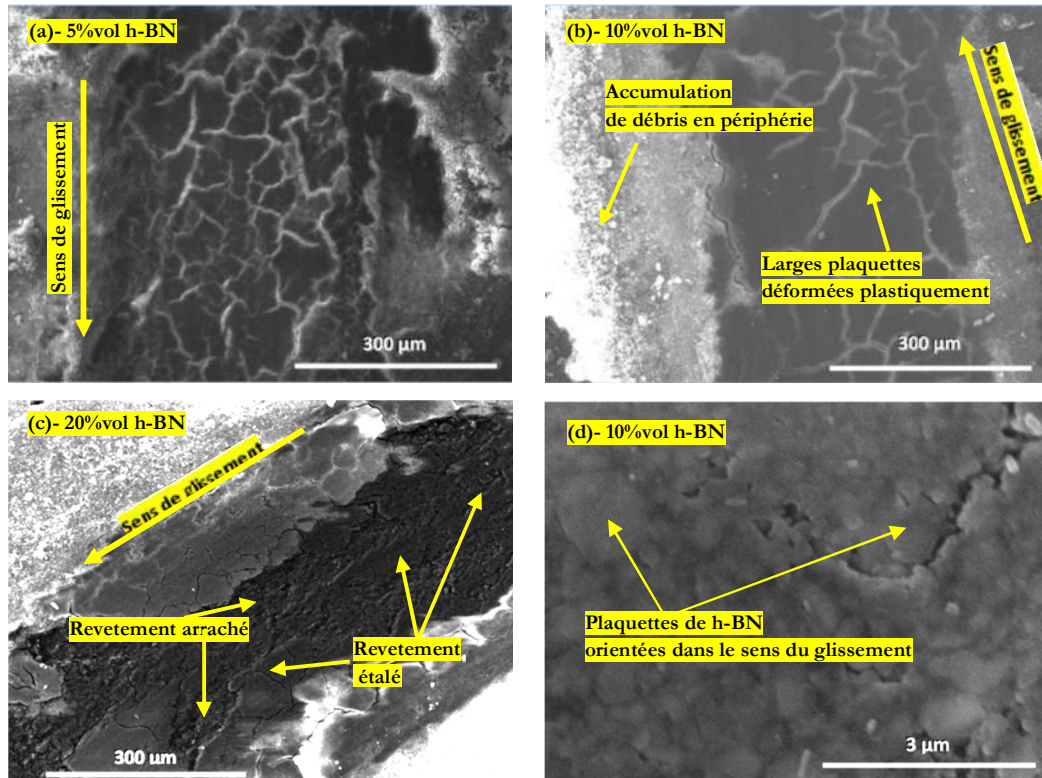 (a)- 5%vol h-BN
Sens de glissement
300 µm
(b)- 10%vol h-BN
Sens de glissement
Accumulation
de débris en périphérie
Larges plaquettes
déformées plastiquement
300 µm
(c)- 20%vol h-BN
Sens de glissement
Revetement arraché
Revetement
étalé
300 µm
(d)- 10%vol h-BN
Plaquettes de h-BN
orientées dans le sens du glissement
3 µm